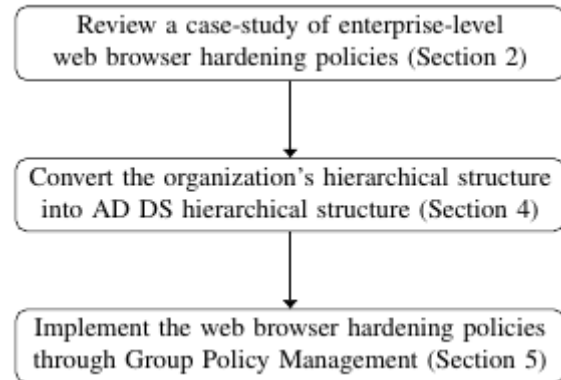 Review a case-study of enterprise-level
web browser hardening policies (Section 2)
Convert the organization's hierarchical structure
into AD DS hierarchical structure (Section 4)
Implement the web browser hardening policies
through Group Policy Management (Section 5)